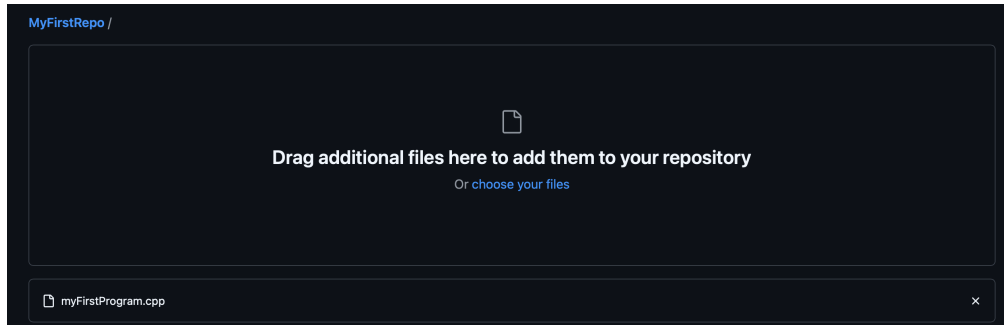 MyFirstRepo /
Drag additional files here to add them to your repository
Or choose your files
myFirstProgram.cpp